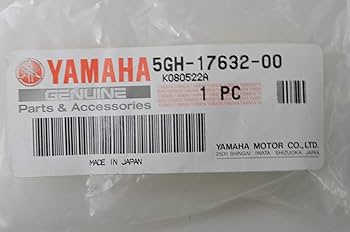 YAMAHA 5GH-17632-00
GENUINE K080522A
Parts & Accessories 1 PC
MADE IN JAPAN
YAMAHA MOTOR CO., LTD.
2500 SHINGAI IWATA SHIZUOKA JAPAN